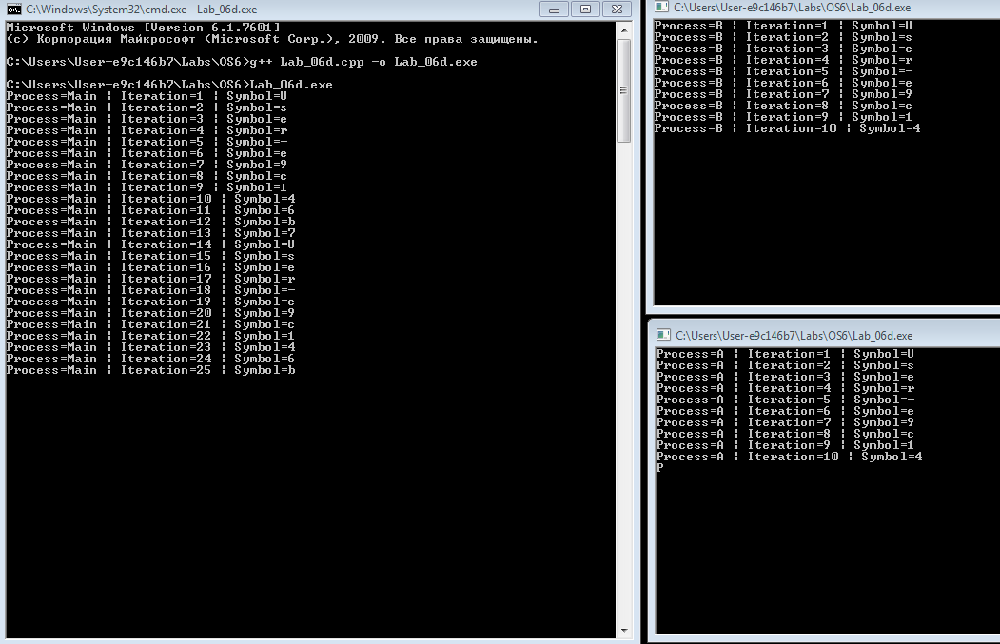 C:\Windows\System32\cmd.exe - Lab_06d.exe
Microsoft Windows [Version 6.1.7601]
(c) Корпорация Майкрософт (Microsoft Corp.), 2009. Все права защищены.
C:\Users\User-e9c146b7\Labs\OS6>g++ Lab_06d.cpp -o Lab_06d.exe
C:\Users\User-e9c146b7\Labs\OS6>Lab_06d.exe
Process=Main ¦ Iteration=1 ¦ Symbol=U
Process=Main ¦ Iteration=2 ¦ Symbol=s
Process=Main ¦ Iteration=3 ¦ Symbol=e
Process=Main ¦ Iteration=4 ¦ Symbol=r
Process=Main ¦ Iteration=5 ¦ Symbol=-
Process=Main ¦ Iteration=6 ¦ Symbol=e
Process=Main ¦ Iteration=7 ¦ Symbol=9
Process=Main ¦ Iteration=8 ¦ Symbol=c
Process=Main ¦ Iteration=9 ¦ Symbol=1
Process=Main ¦ Iteration=10 ¦ Symbol=4
Process=Main ¦ Iteration=11 ¦ Symbol=6
Process=Main ¦ Iteration=12 ¦ Symbol=b
Process=Main ¦ Iteration=13 ¦ Symbol=7
Process=Main ¦ Iteration=14 ¦ Symbol=U
Process=Main ¦ Iteration=15 ¦ Symbol=s
Process=Main ¦ Iteration=16 ¦ Symbol=e
Process=Main ¦ Iteration=17 ¦ Symbol=r
Process=Main ¦ Iteration=18 ¦ Symbol=-
Process=Main ¦ Iteration=19 ¦ Symbol=e
Process=Main ¦ Iteration=20 ¦ Symbol=9
Process=Main ¦ Iteration=21 ¦ Symbol=c
Process=Main ¦ Iteration=22 ¦ Symbol=1
Process=Main ¦ Iteration=23 ¦ Symbol=4
Process=Main ¦ Iteration=24 ¦ Symbol=6
Process=Main ¦ Iteration=25 ¦ Symbol=b
C:\Users\User-e9c146b7\Labs\OS6\Lab_06d.exe
Process=B ¦ Iteration=1 ¦ Symbol=U
Process=B ¦ Iteration=2 ¦ Symbol=s
Process=B ¦ Iteration=3 ¦ Symbol=e
Process=B ¦ Iteration=4 ¦ Symbol=r
Process=B ¦ Iteration=5 ¦ Symbol=-
Process=B ¦ Iteration=6 ¦ Symbol=e
Process=B ¦ Iteration=7 ¦ Symbol=9
Process=B ¦ Iteration=8 ¦ Symbol=c
Process=B ¦ Iteration=9 ¦ Symbol=1
Process=B ¦ Iteration=10 ¦ Symbol=4
C:\Users\User-e9c146b7\Labs\OS6\Lab_06d.exe
Process=A ¦ Iteration=1 ¦ Symbol=U
Process=A ¦ Iteration=2 ¦ Symbol=s
Process=A ¦ Iteration=3 ¦ Symbol=e
Process=A ¦ Iteration=4 ¦ Symbol=r
Process=A ¦ Iteration=5 ¦ Symbol=-
Process=A ¦ Iteration=6 ¦ Symbol=e
Process=A ¦ Iteration=7 ¦ Symbol=9
Process=A ¦ Iteration=8 ¦ Symbol=c
Process=A ¦ Iteration=9 ¦ Symbol=1
Process=A ¦ Iteration=10 ¦ Symbol=4
P